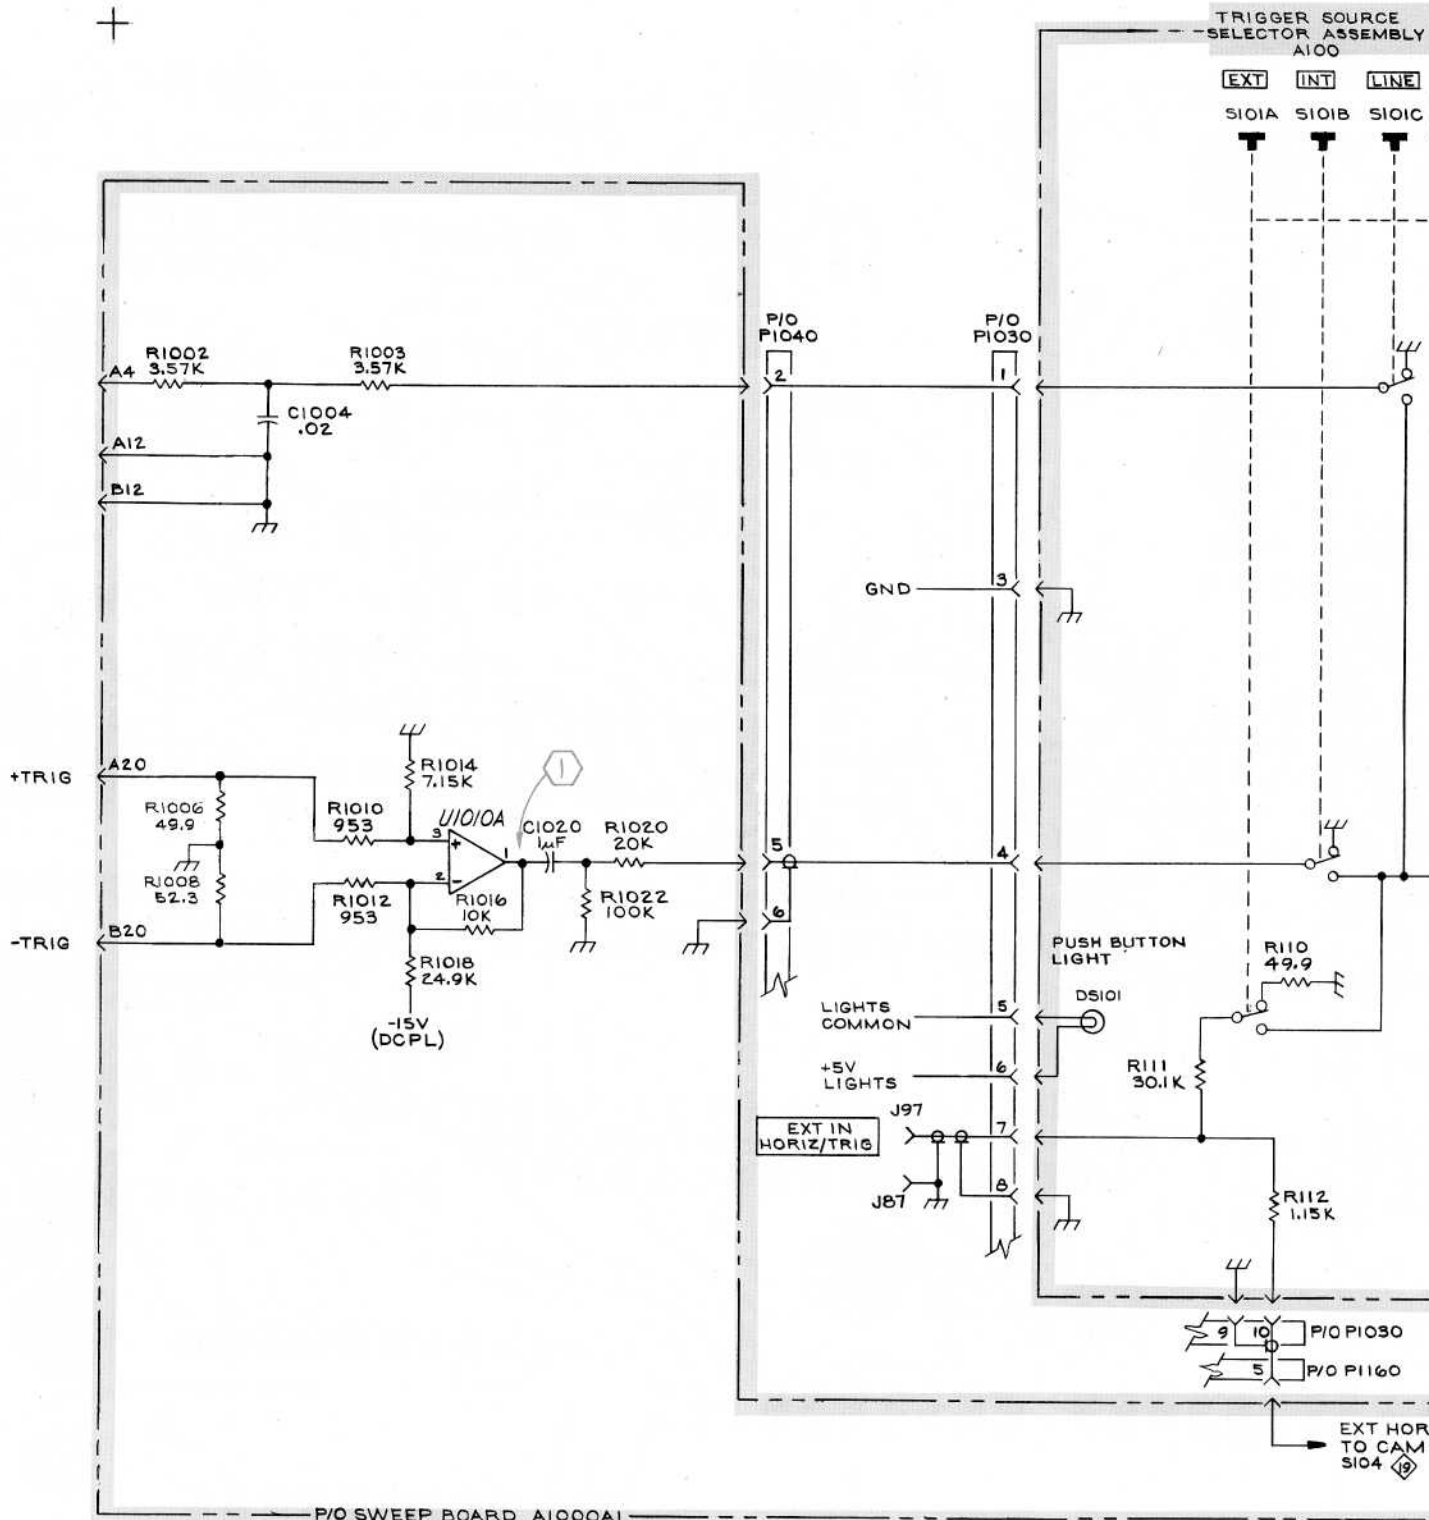 TRIGGER SOURCE
SELECTOR ASSEMBLY
A100
EXT INT LINE
S101A S101B S101C
P/O
P1040
P/O
P1030
A4
R1002
3.57K
R1003
3.57K
2
1
C1004
.02
A12
B12
GND
3
+TRIG
A20
R1014
7.15K
1
R1006
49.9
R1010
953
U1010A
3
+
1
2
-
C1020
1µF
R1020
20K
5
4
R1008
52.3
R1012
953
R1016
10K
R1022
100K
6
-TRIG
B20
R1018
24.9K
-15V
(DCPL)
PUSH BUTTON
LIGHT
R110
49.9
LIGHTS
COMMON
5
DS101
+5V
LIGHTS
6
R111
30.1K
J97
EXT IN
HORIZ/TRIG
7
J87
8
R112
1.15K
9 10 P/O P1030
5 P/O P1160
EXT HOR
TO CAM
S104 19
P/O SWEEP BOARD A1000A1